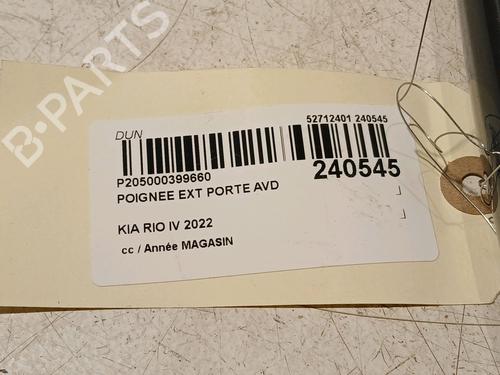 B-PARTS
DUN
52712401 240545
P205000399660
240545
POIGNEE EXT PORTE AVD
KIA RIO IV 2022
cc / Année MAGASIN